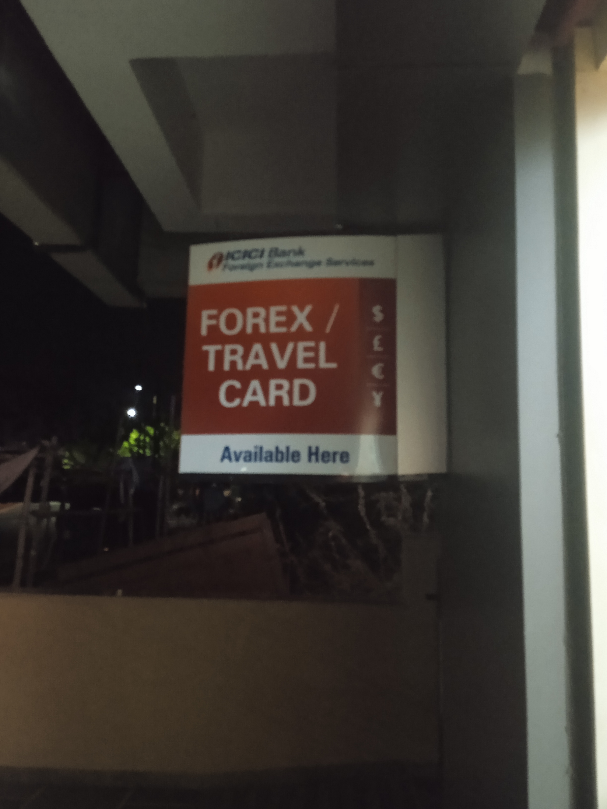 ICICI Bank
Foreign Exchange Services
FOREX /
TRAVEL
CARD
$
£
€
¥
Available Here